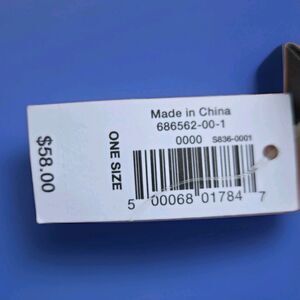 Made in China
686562-00-1
0000 S836-0001
ONE SIZE
$58.00
5 00068 01784 7